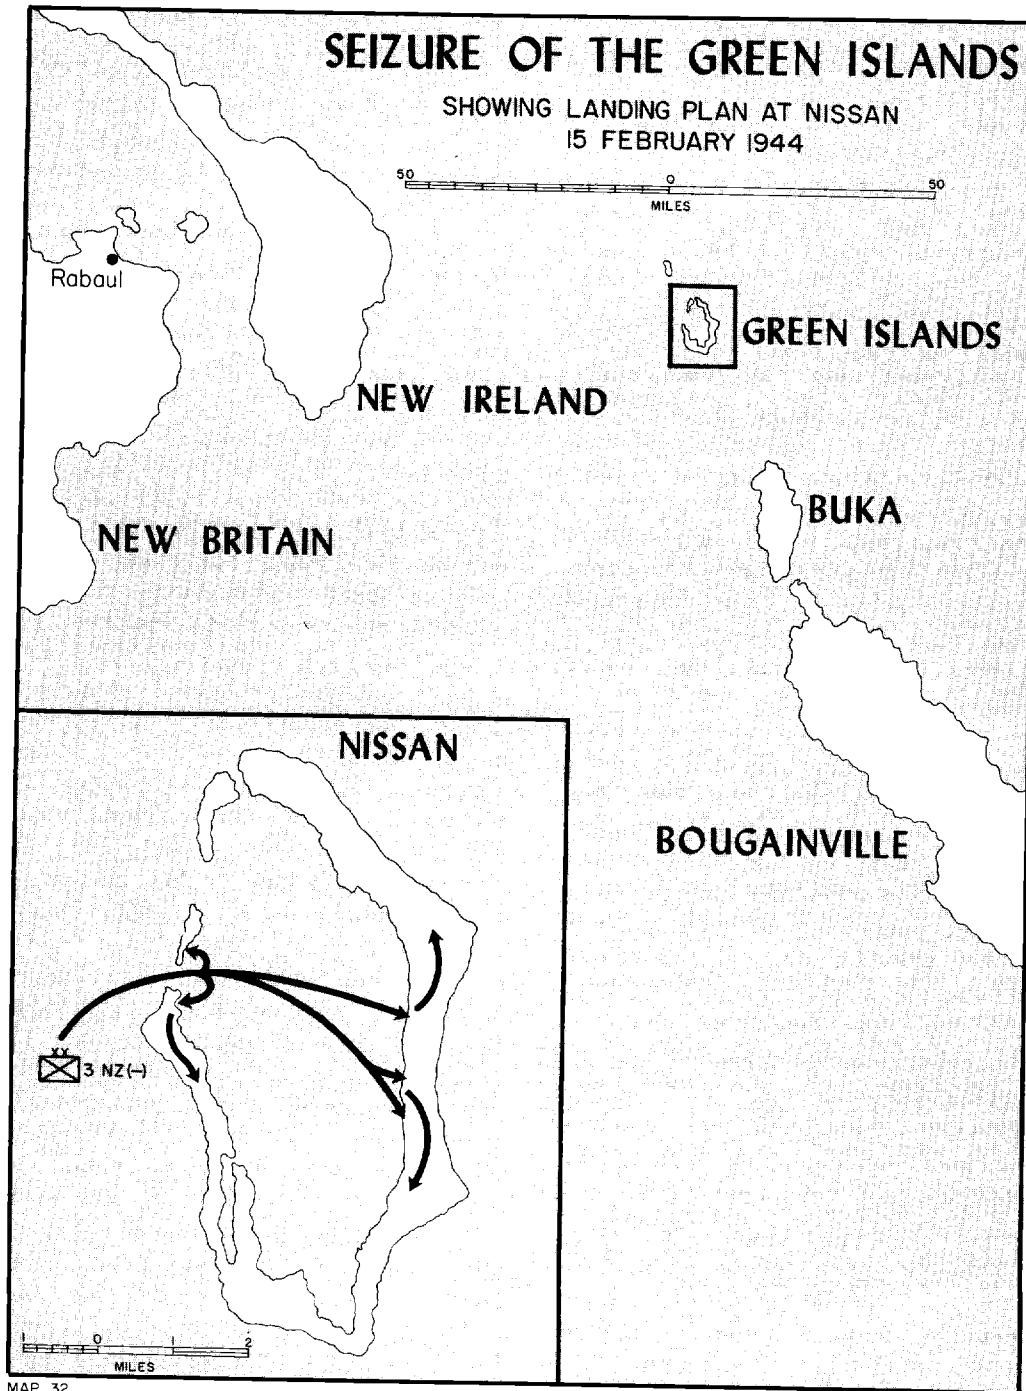 SEIZURE OF THE GREEN ISLANDS
SHOWING LANDING PLAN AT NISSAN
15 FEBRUARY 1944
50 0 50
MILES
Rabaul
GREEN ISLANDS
NEW IRELAND
BUKA
NEW BRITAIN
NISSAN
BOUGAINVILLE
XX
3 NZ(-)
1 0 1 2
MILES
MAP 32